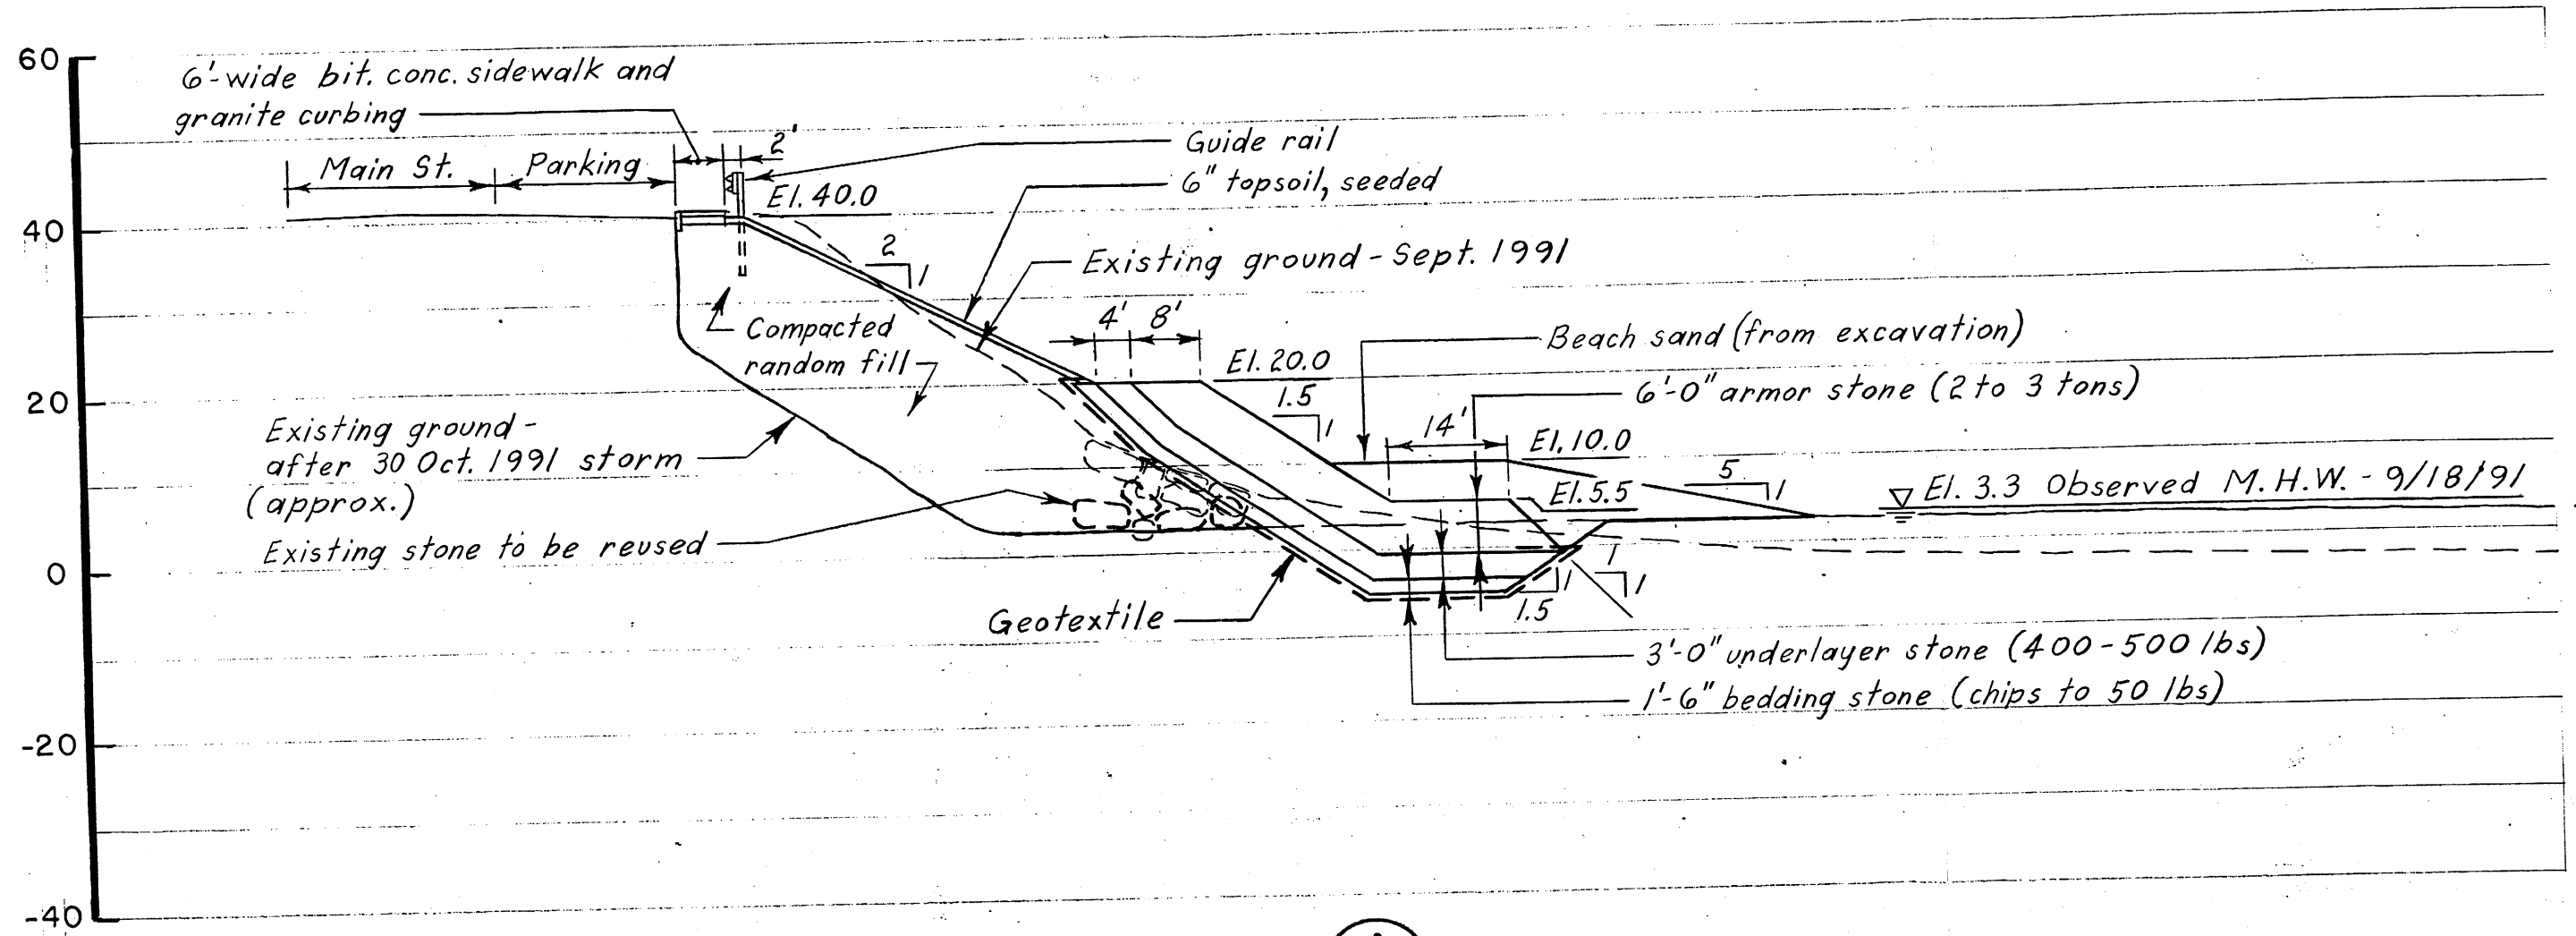 60
6'-wide bit. conc. sidewalk and
granite curbing
2'
Guide rail
Main St.
Parking
6" topsoil, seeded
El. 40.0
40
2
1
Existing ground - Sept. 1991
4'
8'
Compacted
random fill
Beach sand (from excavation)
El. 20.0
1.5
1
6'-0" armor stone (2 to 3 tons)
20
14'
El. 10.0
Existing ground -
after 30 Oct. 1991 storm
(approx.)
5
1
El. 3.3 Observed M.H.W. - 9/18/91
El. 5.5
Existing stone to be reused
0
1
1.5
1
1
Geotextile
3'-0" underlayer stone (400-500 lbs)
1'-6" bedding stone (chips to 50 lbs)
-20
-40